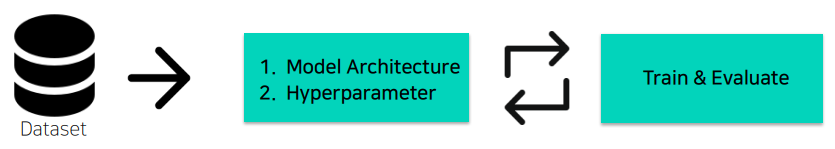 Dataset
1. Model Architecture
2. Hyperparameter
Train & Evaluate